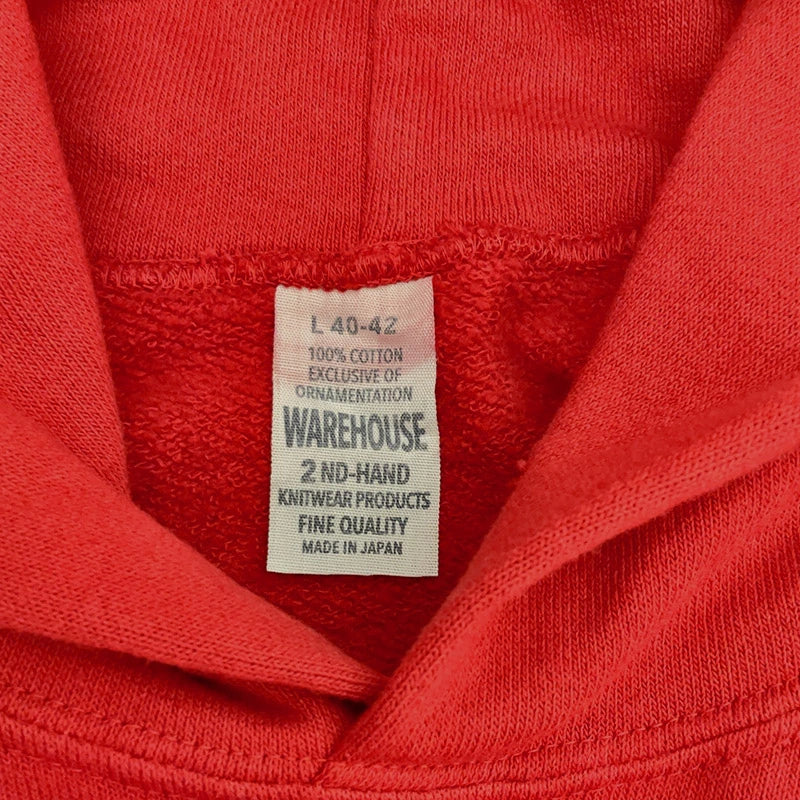 L 40-42
100% COTTON
EXCLUSIVE OF
ORNAMENTATION
WAREHOUSE
2 ND-HAND
KNITWEAR PRODUCTS
FINE QUALITY
MADE IN JAPAN